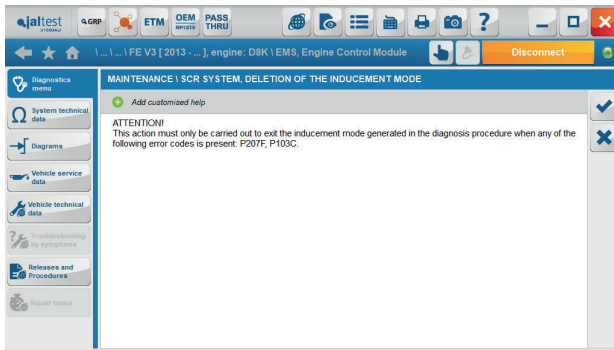 jaltest
GRP
ETM
OEM
PASS
THRU
?
\ ... \ ... \ FE V3 [ 2013 - ... ], engine: D8K \ EMS, Engine Control Module
Disconnect
Diagnostics
menu
MAINTENANCE \ SCR SYSTEM, DELETION OF THE INDUCEMENT MODE
Add customised help
System technical
data
ATTENTION!
This action must only be carried out to exit the inducement mode generated in the diagnosis procedure when any of the
following error codes is present: P207F, P103C.
Diagrams
Vehicle service
data
Vehicle technical
data
Troubleshooting
by symptoms
Releases and
Procedures
Repair times